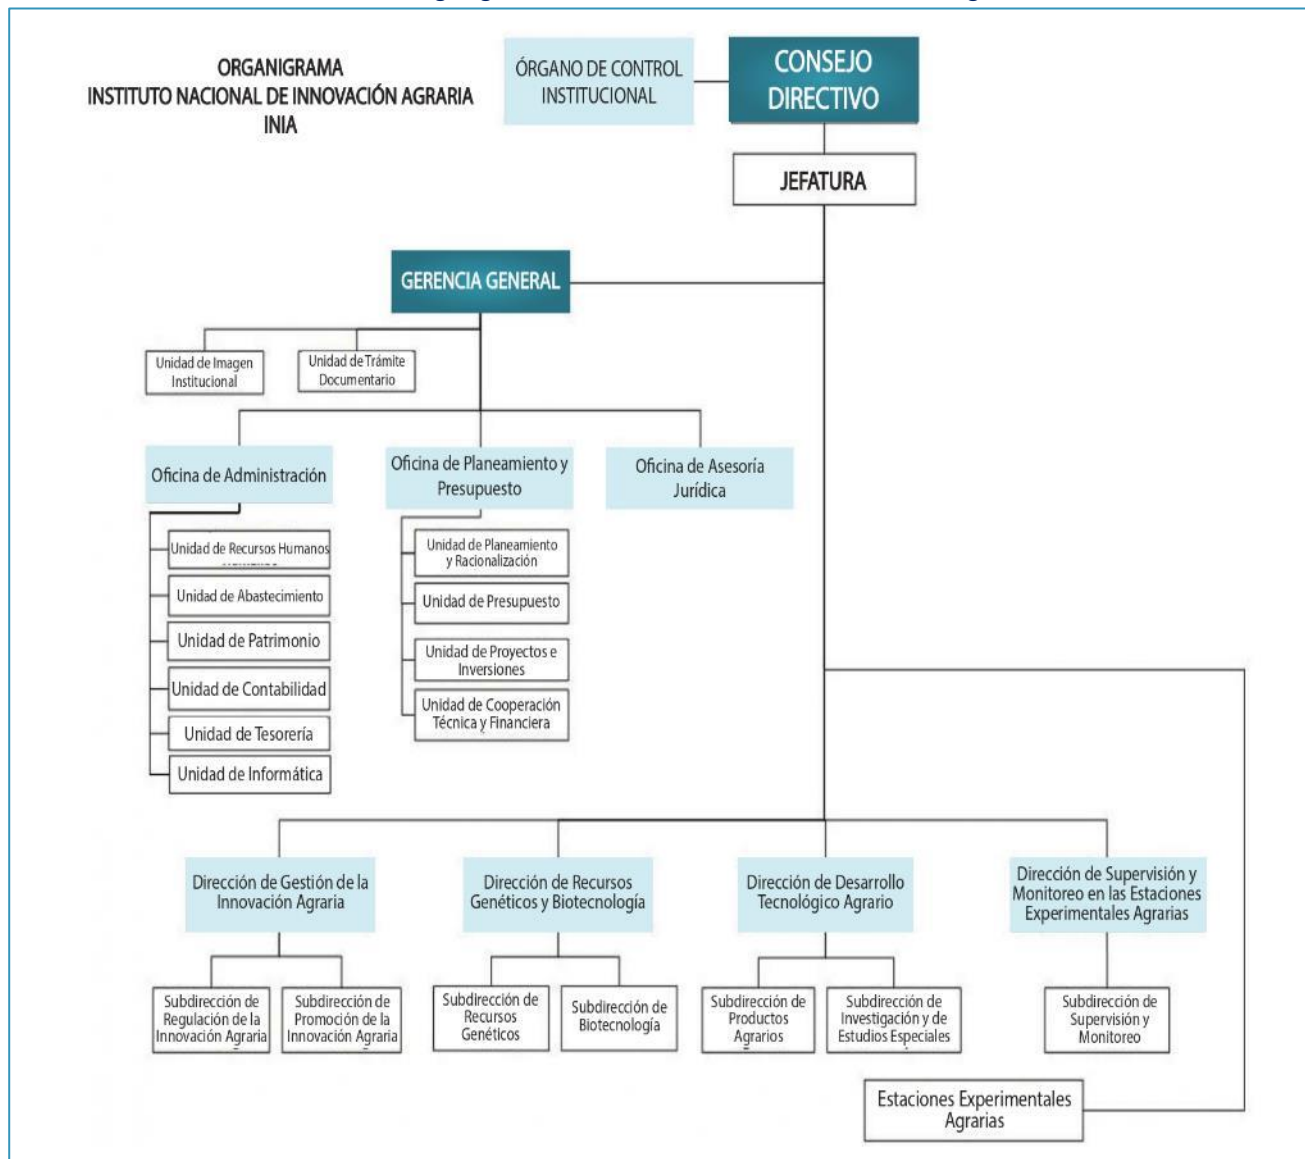 ORGANIGRAMA
INSTITUTO NACIONAL DE INNOVACIÓN AGRARIA
INIA
ÓRGANO DE CONTROL
INSTITUCIONAL
CONSEJO
DIRECTIVO
JEFATURA
GERENCIA GENERAL
Unidad de Imagen
Institucional
Unidad de Trámite
Documentario
Oficina de Administración
Oficina de Planeamiento y
Presupuesto
Oficina de Asesoría
Jurídica
Unidad de Recursos Humanos
Unidad de Abastecimiento
Unidad de Patrimonio
Unidad de Contabilidad
Unidad de Tesorería
Unidad de Informática
Unidad de Planeamiento
y Racionalización
Unidad de Presupuesto
Unidad de Proyectos e
Inversiones
Unidad de Cooperación
Técnica y Financiera
Dirección de Gestión de la
Innovación Agraria
Dirección de Recursos
Genéticos y Biotecnología
Dirección de Desarrollo
Tecnológico Agrario
Dirección de Supervisión y
Monitoreo en las Estaciones
Experimentales Agrarias
Subdirección de
Regulación de la
Innovación Agraria
Subdirección de
Promoción de la
Innovación Agraria
Subdirección de
Recursos
Genéticos
Subdirección de
Biotecnología
Subdirección de
Productos
Agrarios
Subdirección de
Investigación y de
Estudios Especiales
Subdirección de
Supervisión y
Monitoreo
Estaciones Experimentales
Agrarias